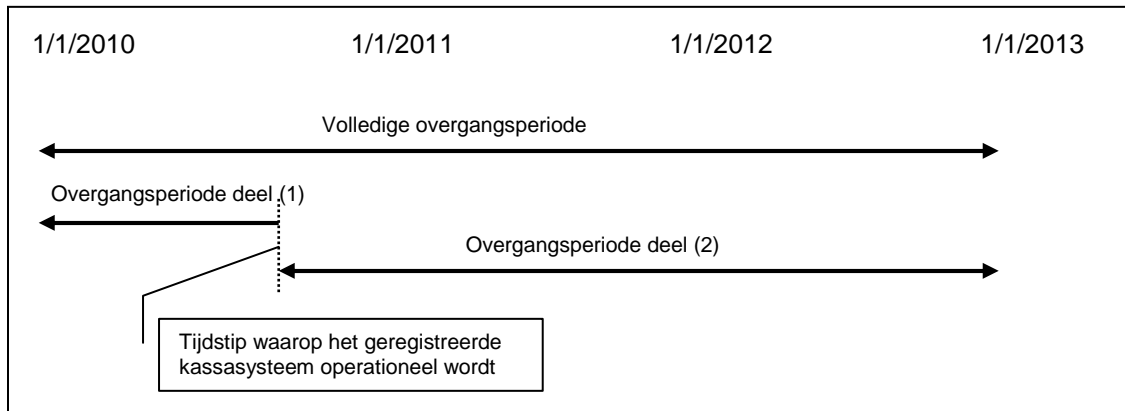 1/1/2010 1/1/2011 1/1/2012 1/1/2013
Volledige overgangsperiode
Overgangsperiode deel (1)
Overgangsperiode deel (2)
Tijdstip waarop het geregistreerde
kassasysteem operationeel wordt